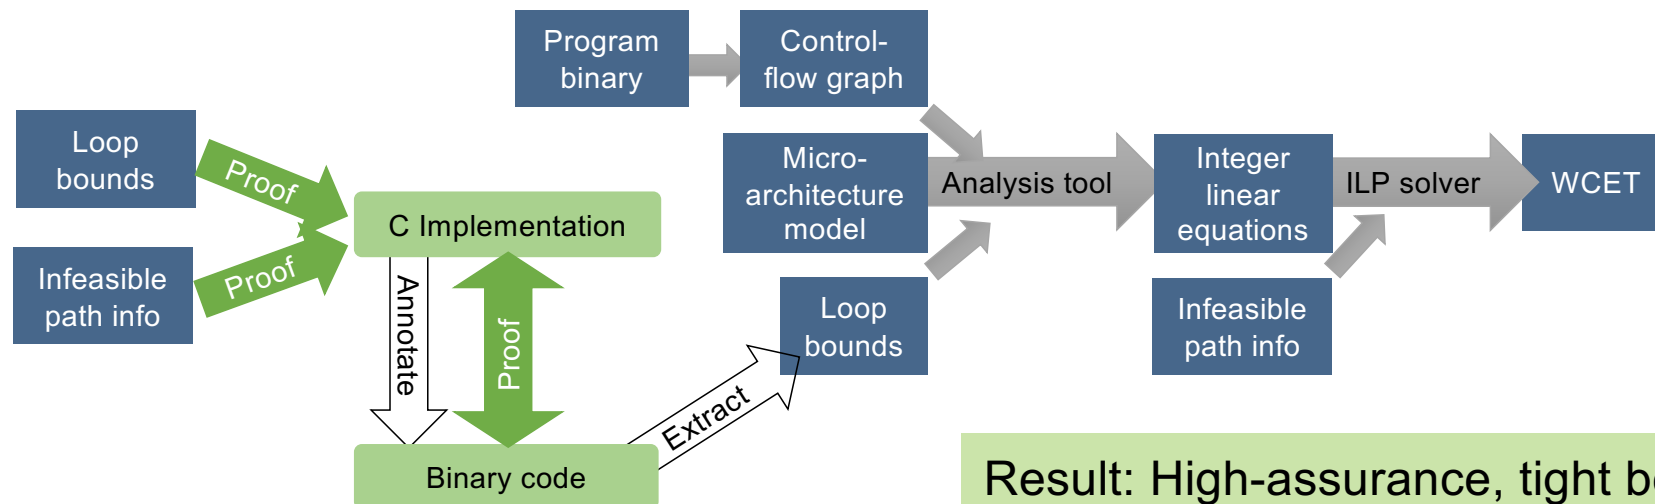 Program
binary
Control-
flow graph
Loop
bounds
Proof
Infeasible
path info
Proof
C Implementation
Annotate
Proof
Binary code
Extract
Micro-
architecture
model
Analysis tool
Loop
bounds
Integer
linear
equations
ILP solver
WCET
Infeasible
path info
Result: High-assurance, tight